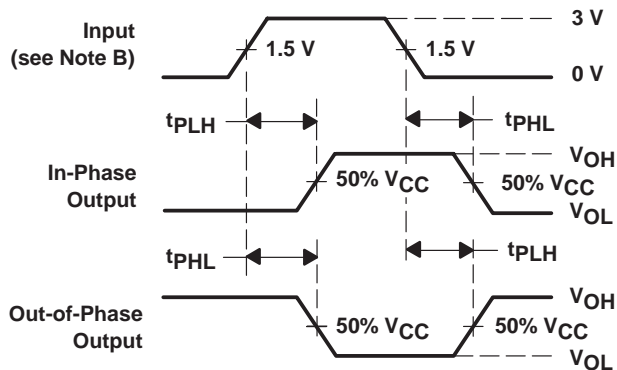 3 V
Input
(see Note B)
1.5 V
1.5 V
0 V
tPLH
tPHL
In-Phase
Output
VOH
50% VCC
50% VCC
VOL
tPHL
tPLH
Out-of-Phase
Output
VOH
50% VCC
50% VCC
VOL